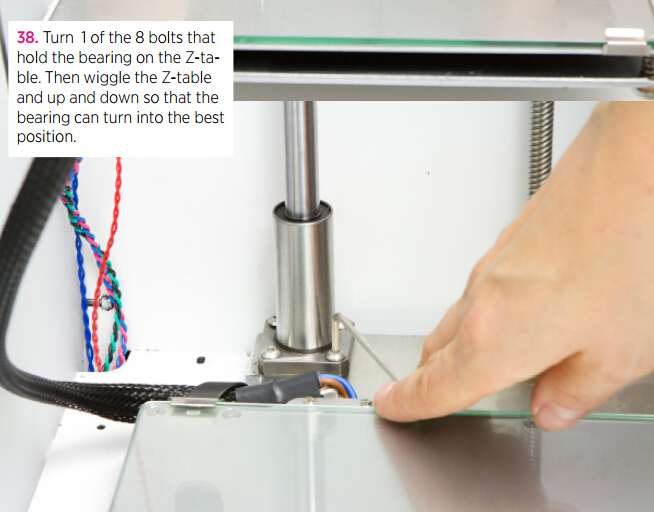 38. Turn 1 of the 8 bolts that
hold the bearing on the Z-ta-
ble. Then wiggle the Z-table
and up and down so that the
bearing can turn into the best
position.